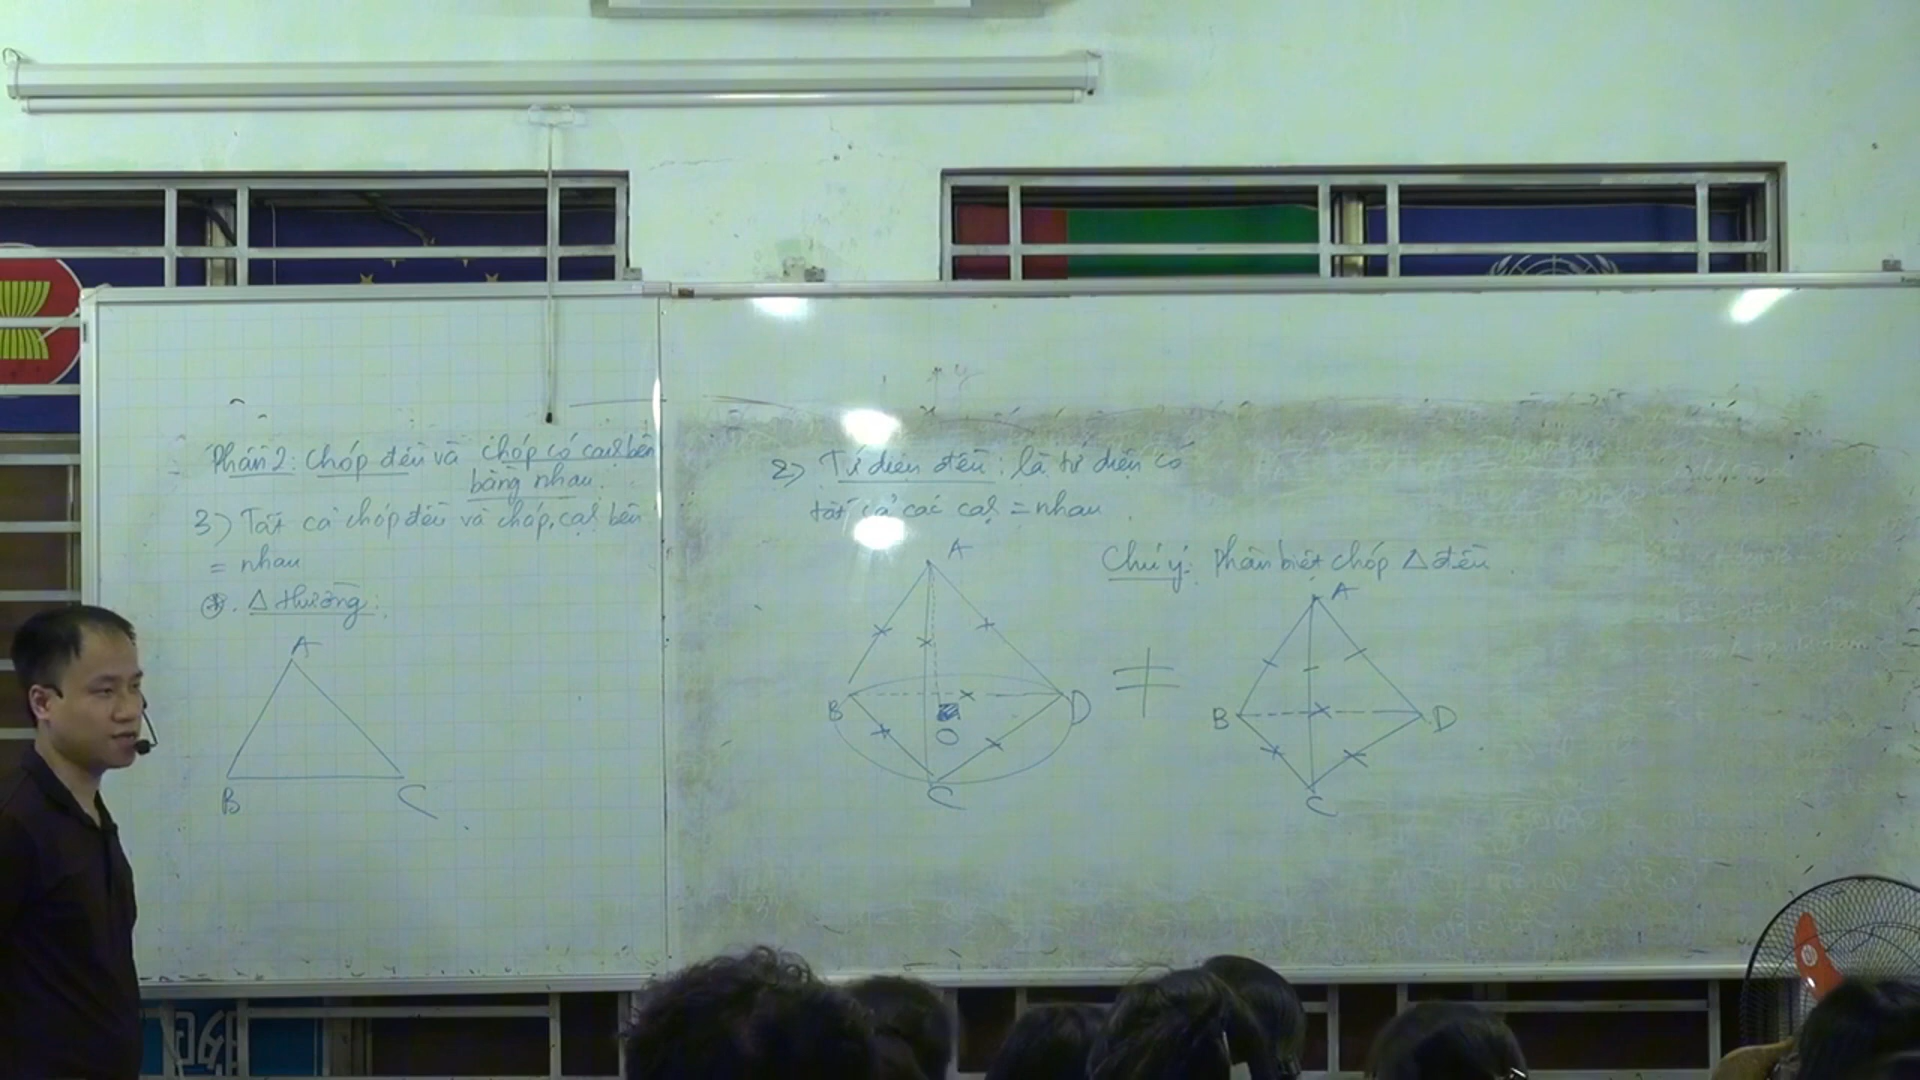 Phần 2: Chóp đều và chóp có cạnh bên
bằng nhau.
3) Tất cả chóp đều và chóp, cạnh bên
= nhau
*. Δ thường:
A
B
C
2) Tứ diện đều: là tứ diện có
tất cả các cạnh = nhau.
Chú ý: Phân biệt chóp Δ đều.
A
B
D
O
C
≠
A
B
D
C